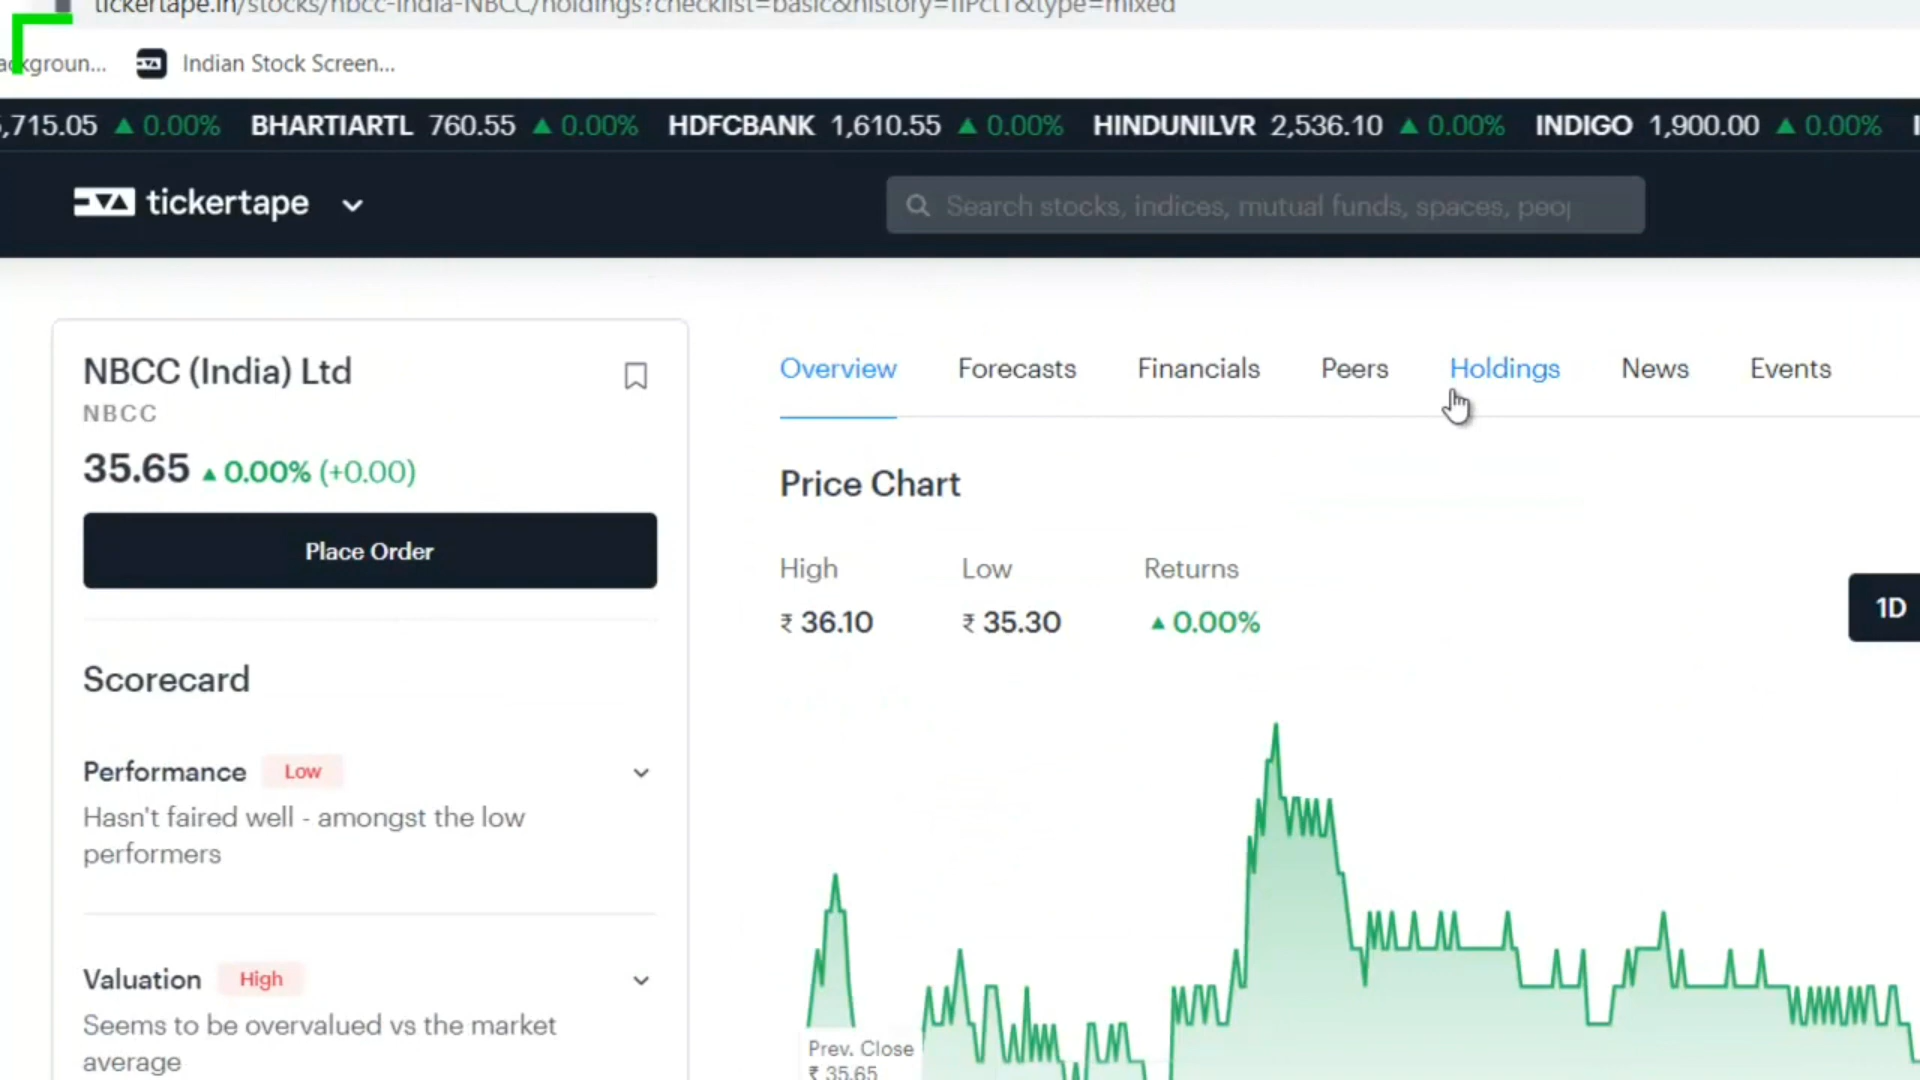 tickertape.in/stocks/nbcc-india-NBCC/holdings?checklist=basic&history=fiPctT&type=mixed
ackgroun... Indian Stock Screen...
,715.05 ▲ 0.00% BHARTIARTL 760.55 ▲ 0.00% HDFCBANK 1,610.55 ▲ 0.00% HINDUNILVR 2,536.10 ▲ 0.00% INDIGO 1,900.00 ▲ 0.00%
tickertape
Search stocks, indices, mutual funds, spaces, peop
NBCC (India) Ltd
NBCC
35.65 ▲ 0.00% (+0.00)
Place Order
Scorecard
Performance Low
Hasn't faired well - amongst the low
performers
Valuation High
Seems to be overvalued vs the market
average
Overview Forecasts Financials Peers Holdings News Events
Price Chart
High Low Returns
₹ 36.10 ₹ 35.30 ▲ 0.00%
1D
Prev. Close
₹ 35.65